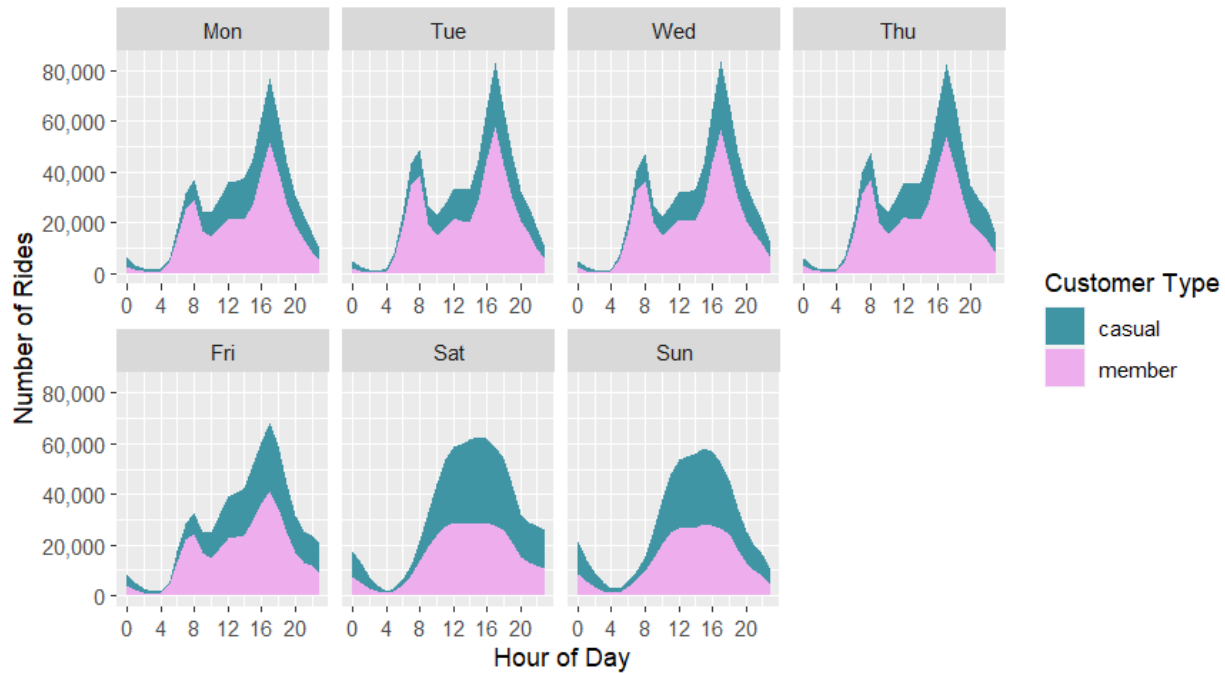 Mon Tue Wed Thu
80,000
60,000
40,000
20,000
0
0 4 8 12 16 20 0 4 8 12 16 20 0 4 8 12 16 20 0 4 8 12 16 20
Fri Sat Sun
80,000
60,000
40,000
20,000
0
0 4 8 12 16 20 0 4 8 12 16 20 0 4 8 12 16 20
Hour of Day
Number of Rides
Customer Type
casual
member